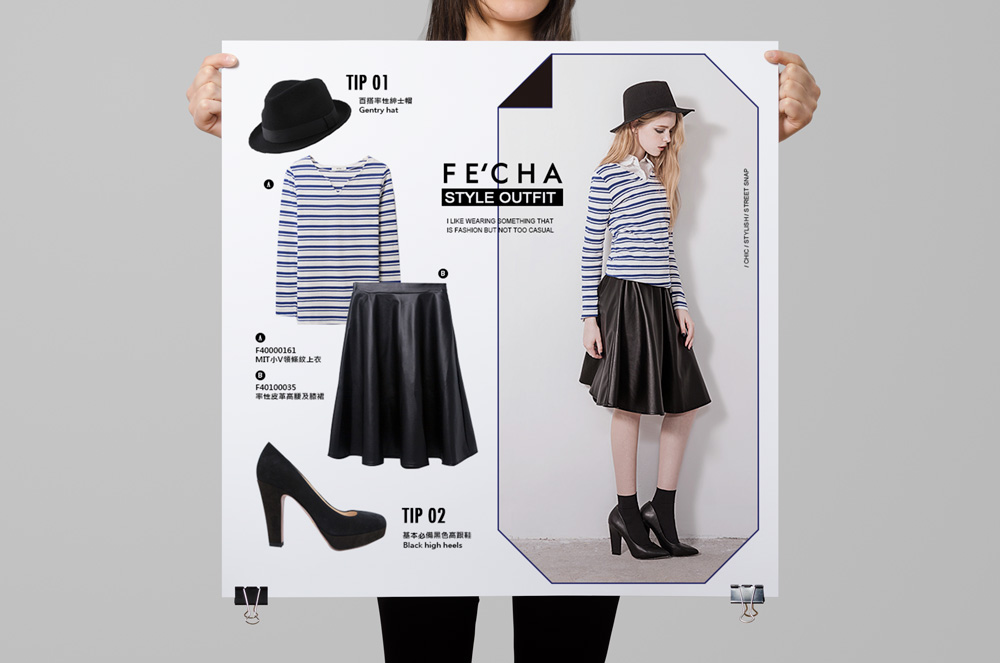 TIP 01
百搭率性紳士帽
Gentry hat
A
FE'CHA
STYLE OUTFIT
I LIKE WEARING SOMETHING THAT
IS FASHION BUT NOT TOO CASUAL
B
A
F40000161
MIT小V領條紋上衣
B
F40100035
率性皮革高腰及膝裙
TIP 02
基本必備黑色高跟鞋
Black high heels
/ CHIC / STYLISH / STREET SNAP